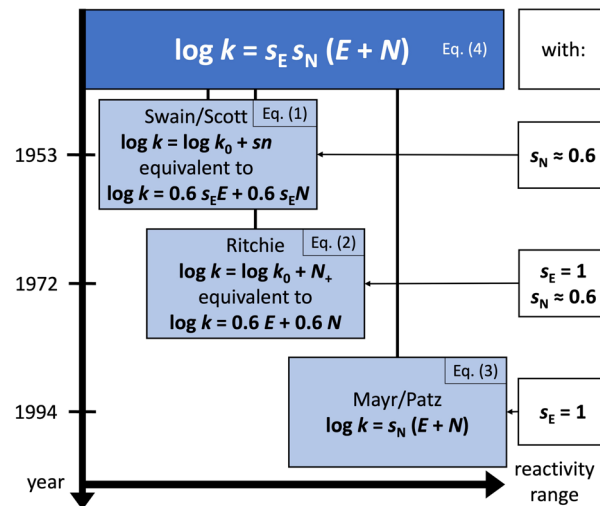 log k = sE sN (E + N) Eq. (4) with:
Swain/Scott Eq. (1)
log k = log k0 + sn
equivalent to
log k = 0.6 sEE + 0.6 sEN
1953
sN ≈ 0.6
Ritchie Eq. (2)
log k = log k0 + N+
equivalent to
log k = 0.6 E + 0.6 N
1972
sE = 1
sN ≈ 0.6
Eq. (3)
Mayr/Patz
log k = sN (E + N)
1994
sE = 1
year
reactivity
range